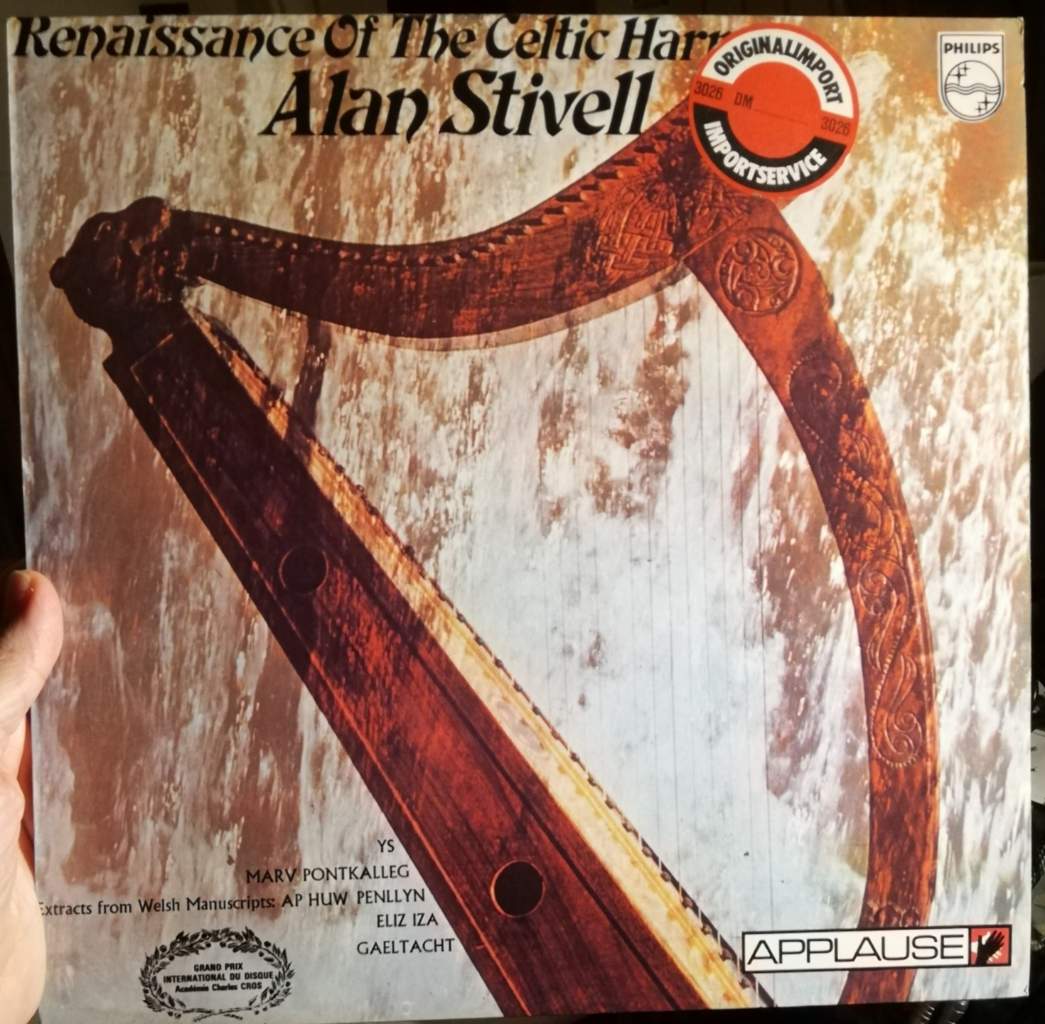 Renaissance Of The Celtic Harp
Alan Stivell
ORIGINALIMPORT
3026 DM 3026
IMPORTSERVICE
PHILIPS
YS
MARV PONTKALLEG
Extracts from Welsh Manuscripts: AP HUW PENLLYN
ELIZ IZA
GAELTACHT
GRAND PRIX
INTERNATIONAL DU DISQUE
Académie Charles CROS
APPLAUSE